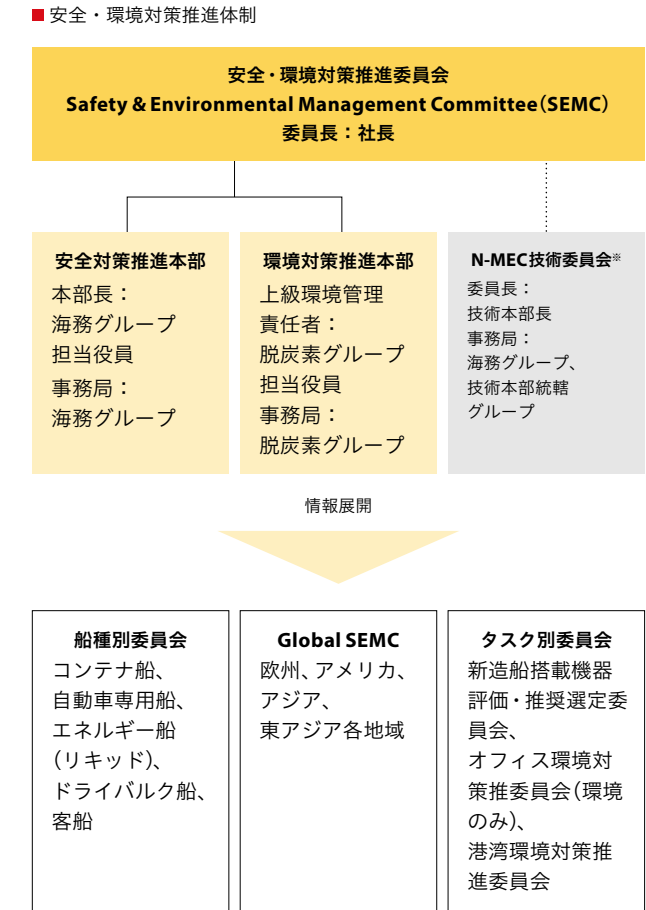 安全・環境対策推進体制
安全・環境対策推進委員会
Safety & Environmental Management Committee（SEMC）
委員長：社長
安全対策推進本部
本部長：
海務グループ
担当役員
事務局：
海務グループ
環境対策推進本部
上級環境管理
責任者：
脱炭素グループ
担当役員
事務局：
脱炭素グループ
N-MEC技術委員会※
委員長：
技術本部長
事務局：
海務グループ、
技術本部統轄
グループ
情報展開
船種別委員会
コンテナ船、
自動車専用船、
エネルギー船
（リキッド）、
ドライバルク船、
客船
Global SEMC
欧州、アメリカ、
アジア、
東アジア各地域
タスク別委員会
新造船搭載機器
評価・推奨選定委
員会、
オフィス環境対
策推委員会（環境
のみ）、
港湾環境対策推
進委員会